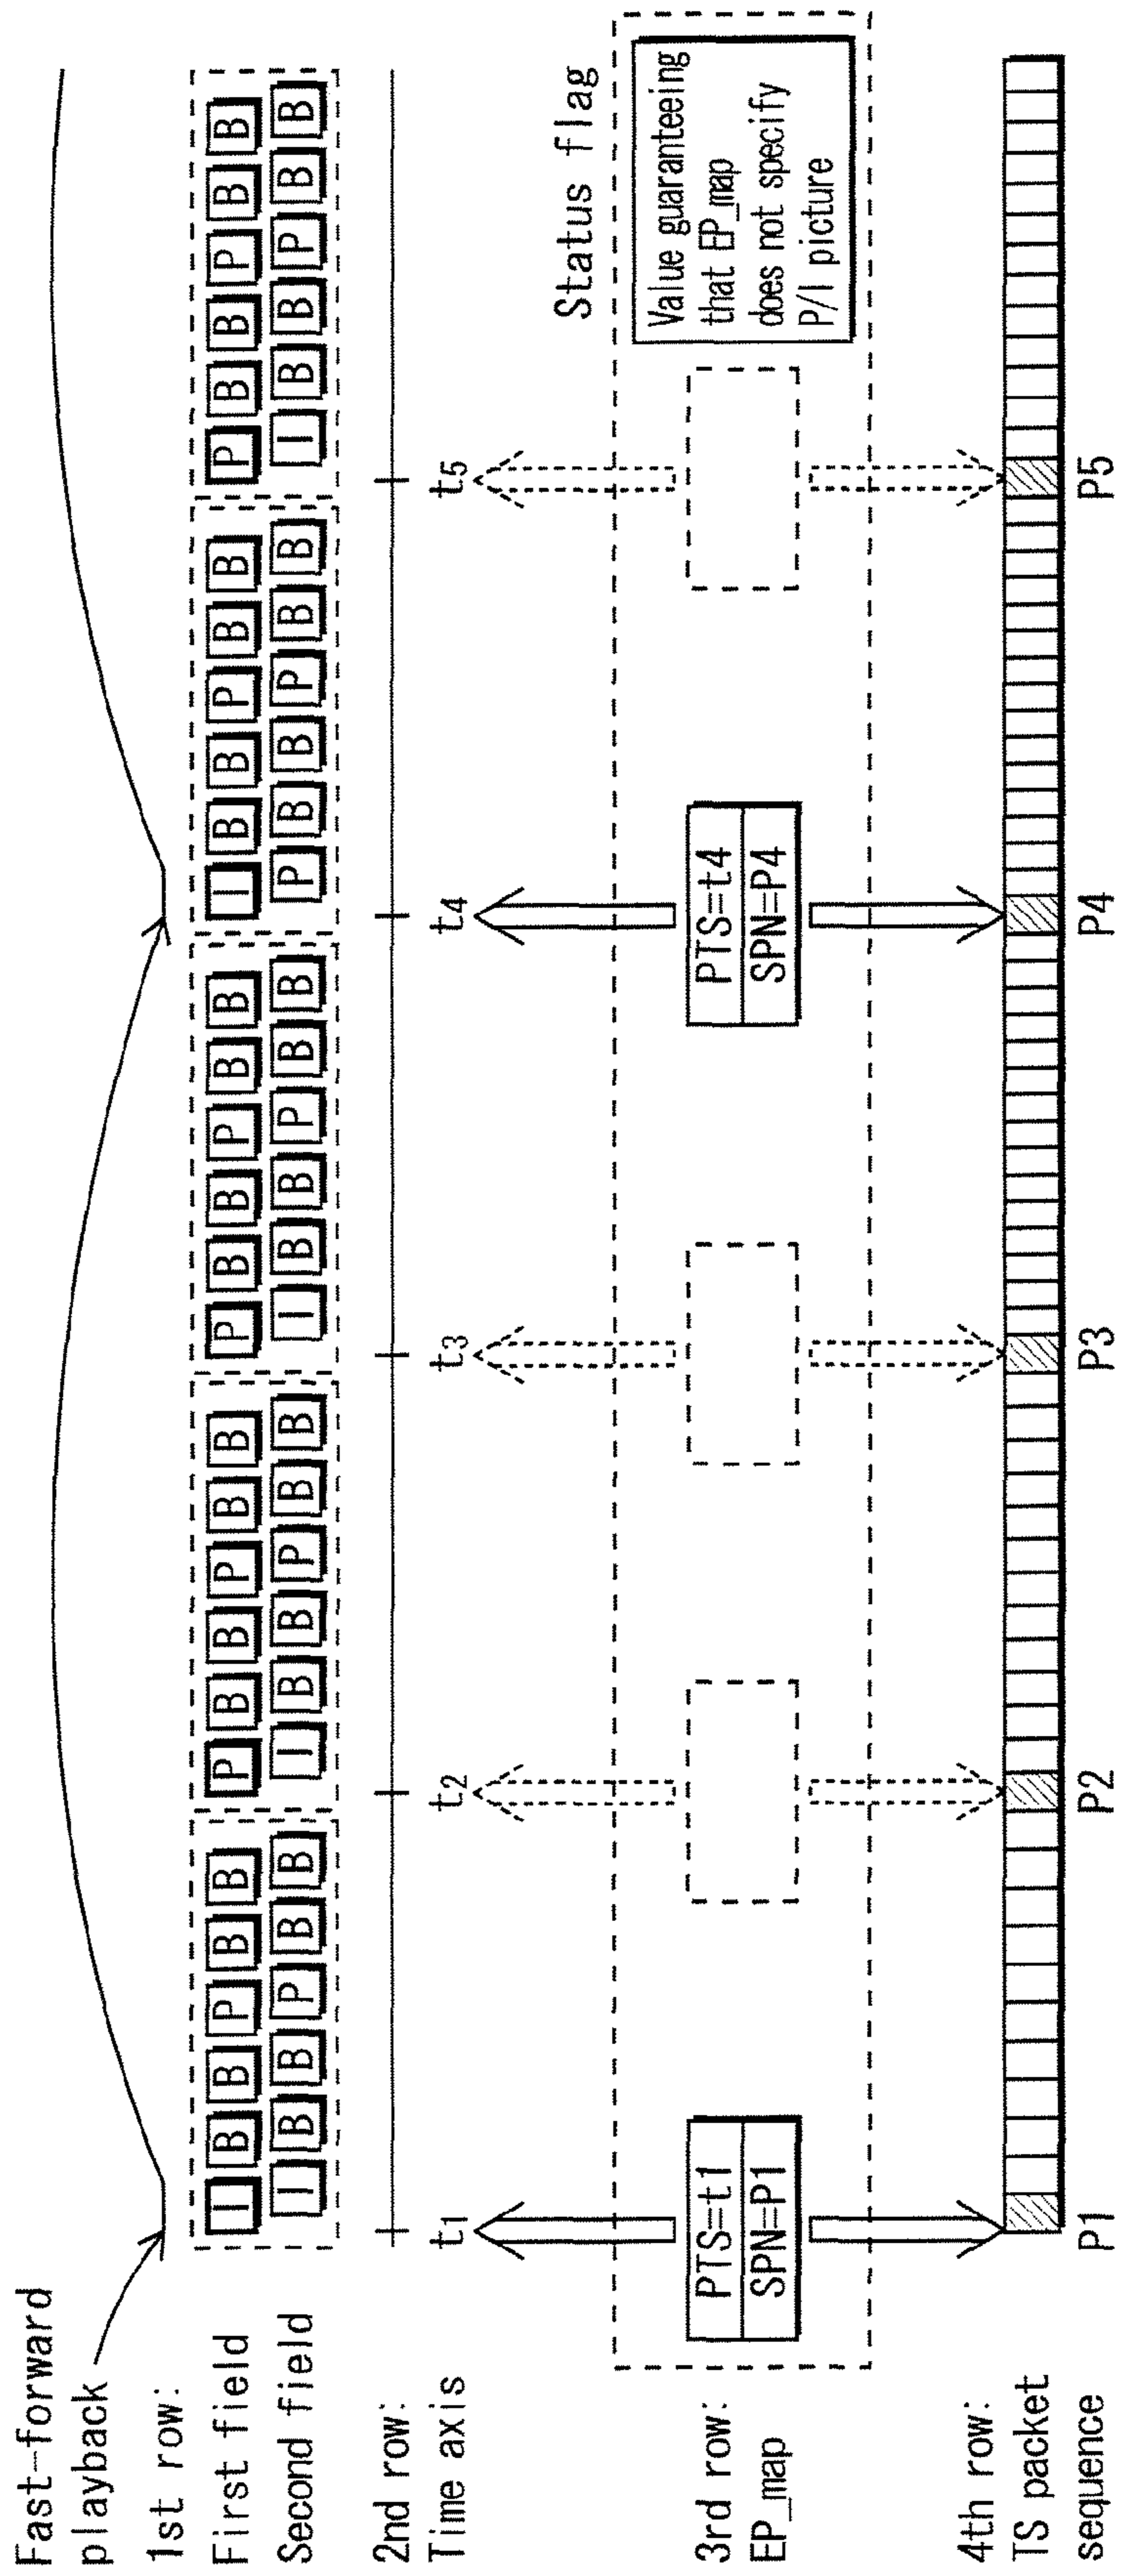 Fast-forward
playback
1st row:
First field I B B P B B P B B P B B P B B P B B I B B P B B P B B P B B
Second field I B B P B B I B B P B B I B B P B B P B B P B B I B B P B B
2nd row:
Time axis t1 t2 t3 t4 t5
Status flag
3rd row:
EP_map
PTS=t1
SPN=P1
PTS=t4
SPN=P4
Value guaranteeing
that EP_map
does not specify
P/I picture
4th row:
TS packet
sequence
P1 P2 P3 P4 P5